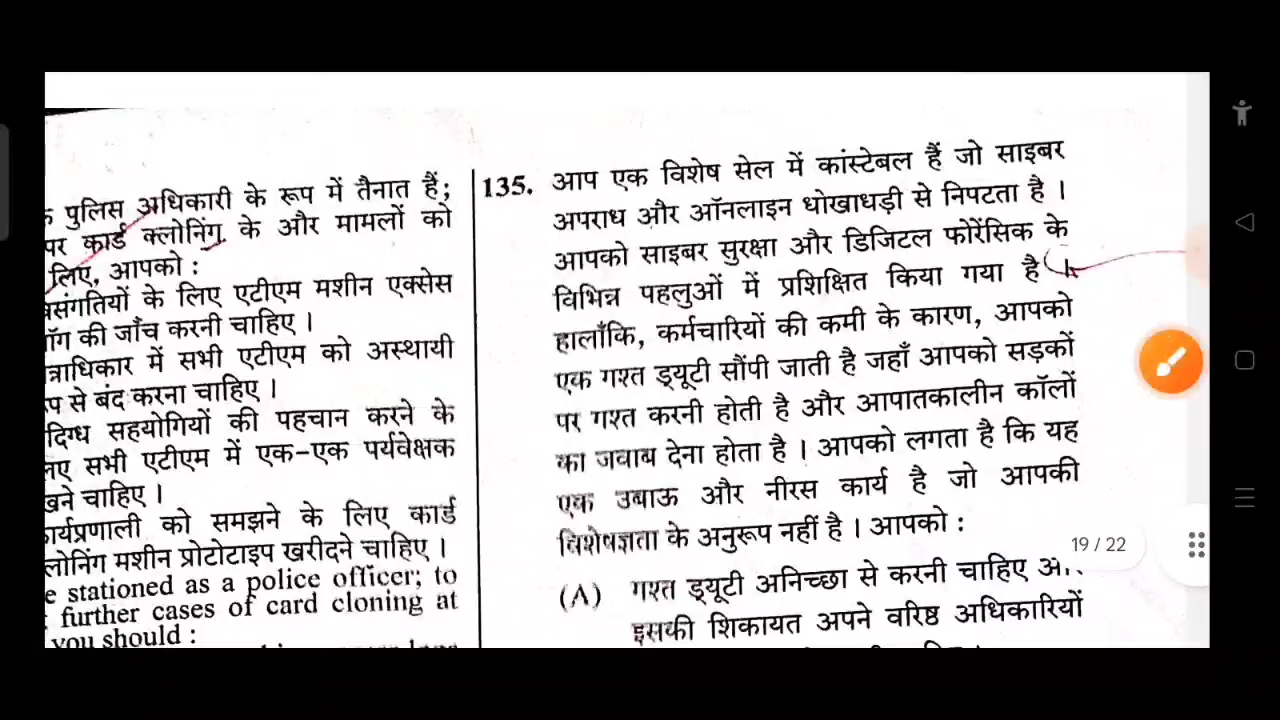 पुलिस अधिकारी के रूप में तैनात हैं;
पर कार्ड क्लोनिंग के और मामलों को
लिए, आपको :
संगतियों के लिए एटीएम मशीन एक्सेस
लॉग की जाँच करनी चाहिए ।
त्राधिकार में सभी एटीएम को अस्थायी
रूप से बंद करना चाहिए ।
दिग्ध सहयोगियों की पहचान करने के
लिए सभी एटीएम में एक-एक पर्यवेक्षक
चाहिए ।
कार्यप्रणाली को समझने के लिए कार्ड
क्लोनिंग मशीन प्रोटोटाइप खरीदने चाहिए ।
e stationed as a police officer; to
further cases of card cloning at
you should :
135. आप एक विशेष सेल में कांस्टेबल हैं जो साइबर
अपराध और ऑनलाइन धोखाधड़ी से निपटता है ।
आपको साइबर सुरक्षा और डिजिटल फोरेंसिक के
विभिन्न पहलुओं में प्रशिक्षित किया गया है ।
हालाँकि, कर्मचारियों की कमी के कारण, आपको
एक गश्त ड्यूटी सौंपी जाती है जहाँ आपको सड़कों
पर गश्त करनी होती है और आपातकालीन कॉलों
का जवाब देना होता है । आपको लगता है कि यह
एक उबाऊ और नीरस कार्य है जो आपकी
विशेषज्ञता के अनुरूप नहीं है । आपको :
(A) गश्त ड्यूटी अनिच्छा से करनी चाहिए
इसकी शिकायत अपने वरिष्ठ अधिकारियों
19 / 22